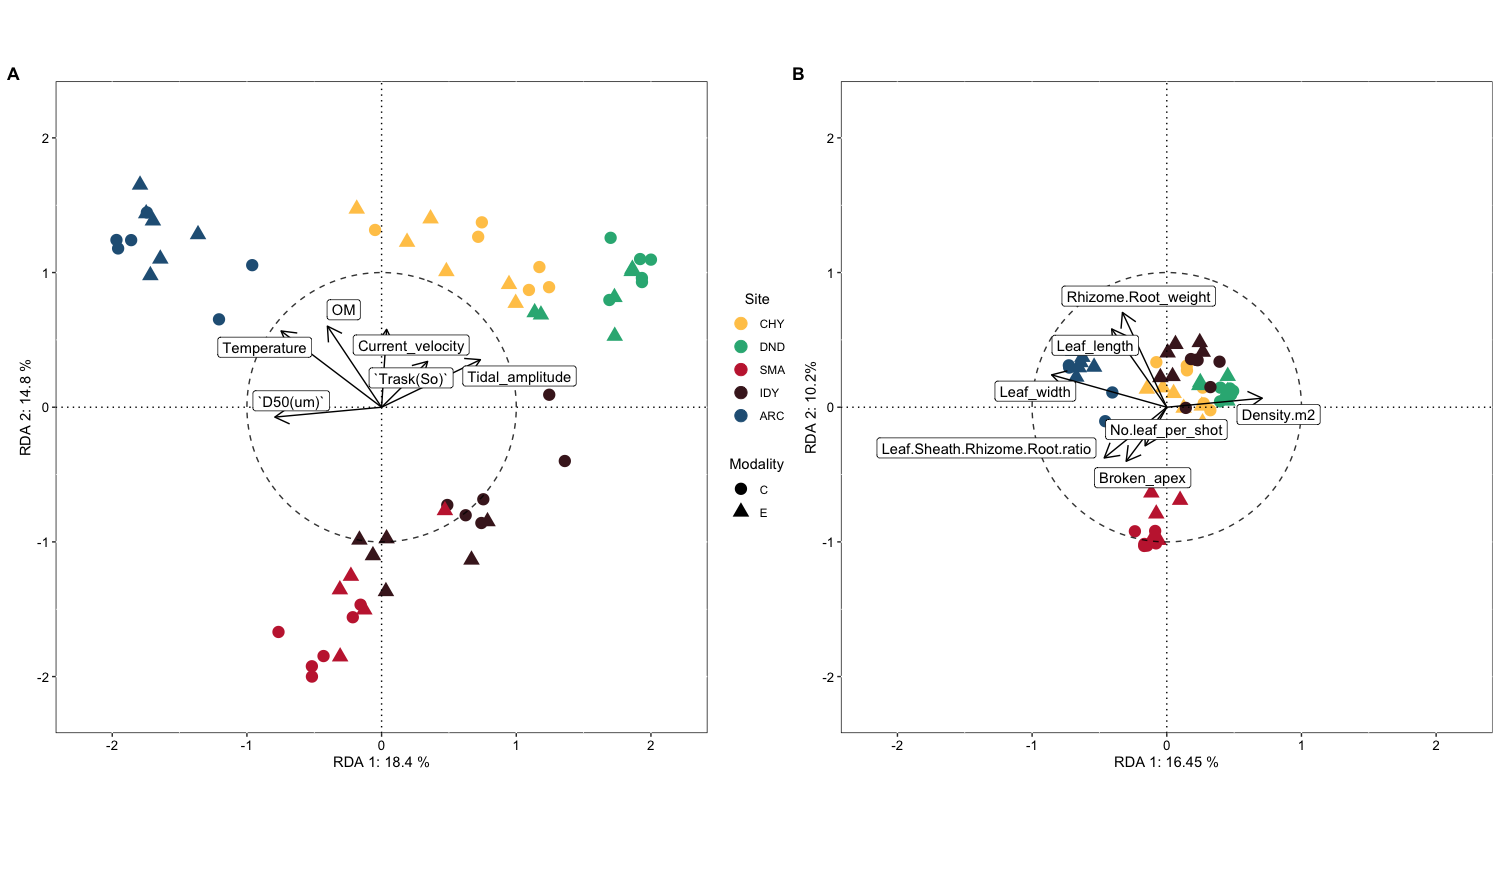 A
2
1
0
-1
-2
RDA 2: 14.8 %
OM
Temperature
Current_velocity
`Trask(So)`
Tidal_amplitude
`D50(um)`
-2
-1
0
1
2
RDA 1: 18.4 %
Site
CHY
DND
SMA
IDY
ARC
Modality
C
E
B
2
1
0
-1
-2
RDA 2: 10.2%
Rhizome.Root_weight
Leaf_length
Leaf_width
Density.m2
No.leaf_per_shot
Leaf.Sheath.Rhizome.Root.ratio
Broken_apex
-2
-1
0
1
2
RDA 1: 16.45 %